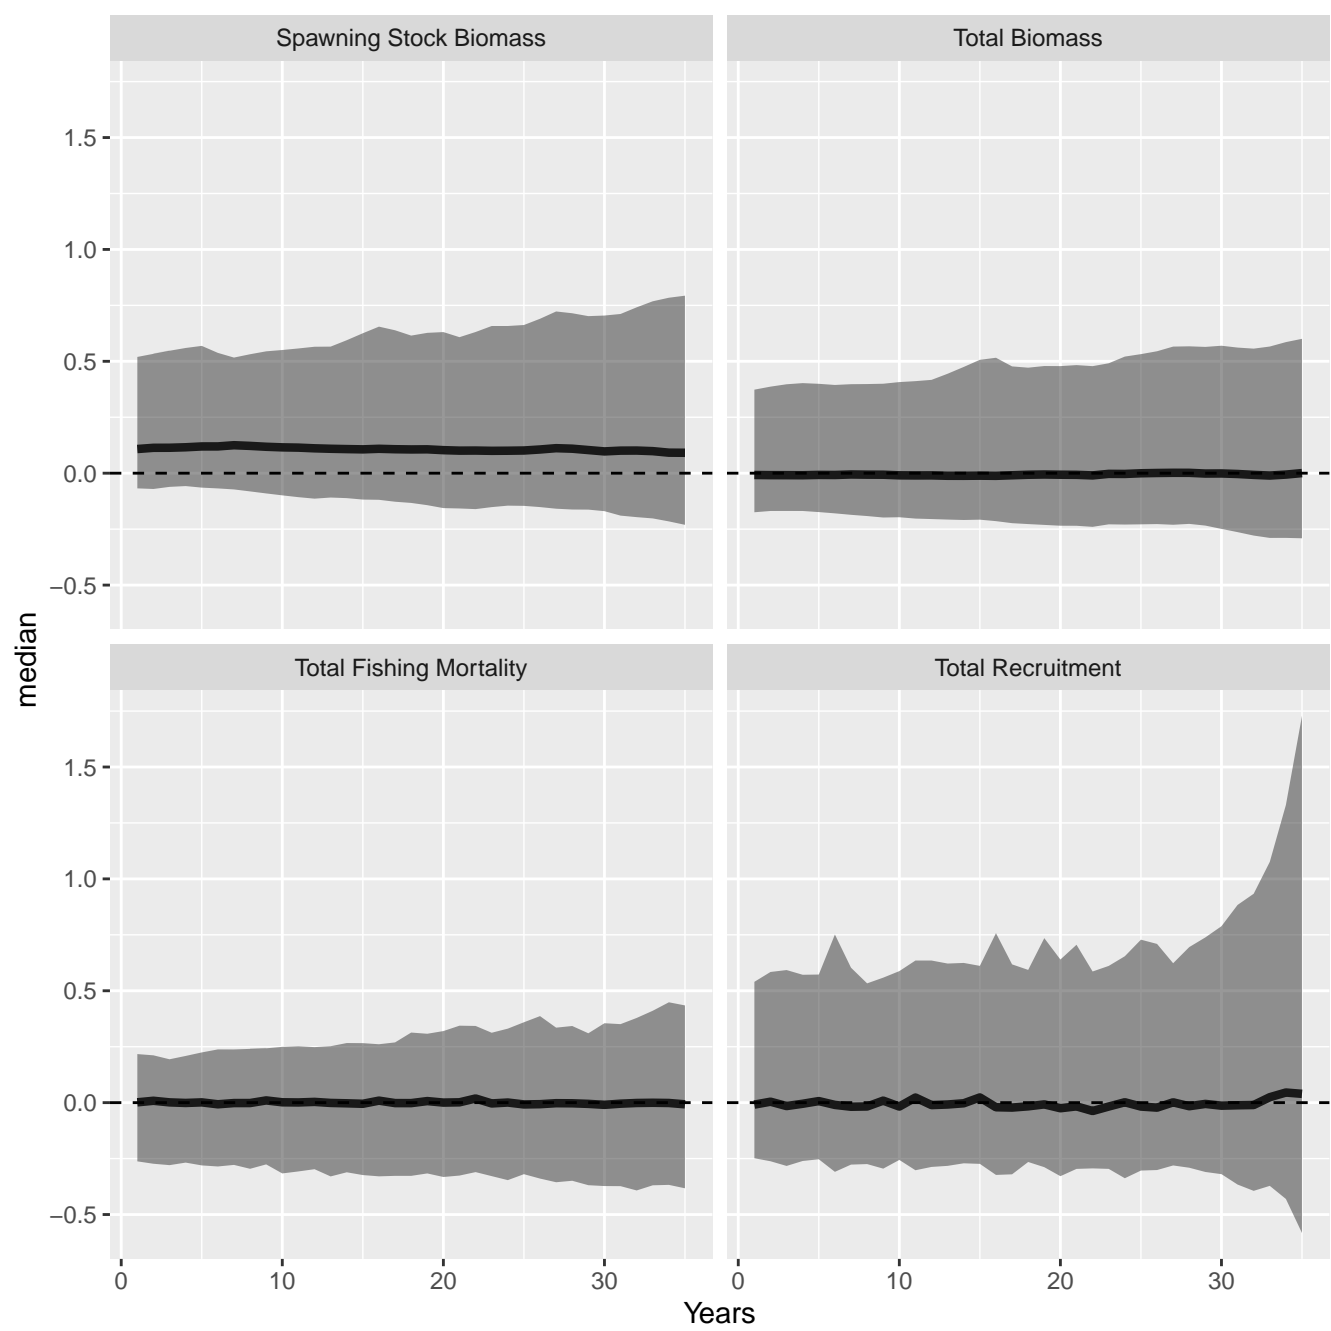 Spawning Stock Biomass
Total Biomass
1.5
1.0
0.5
0.0
−0.5
median
Total Fishing Mortality
Total Recruitment
1.5
1.0
0.5
0.0
−0.5
0 10 20 30
0 10 20 30
Years